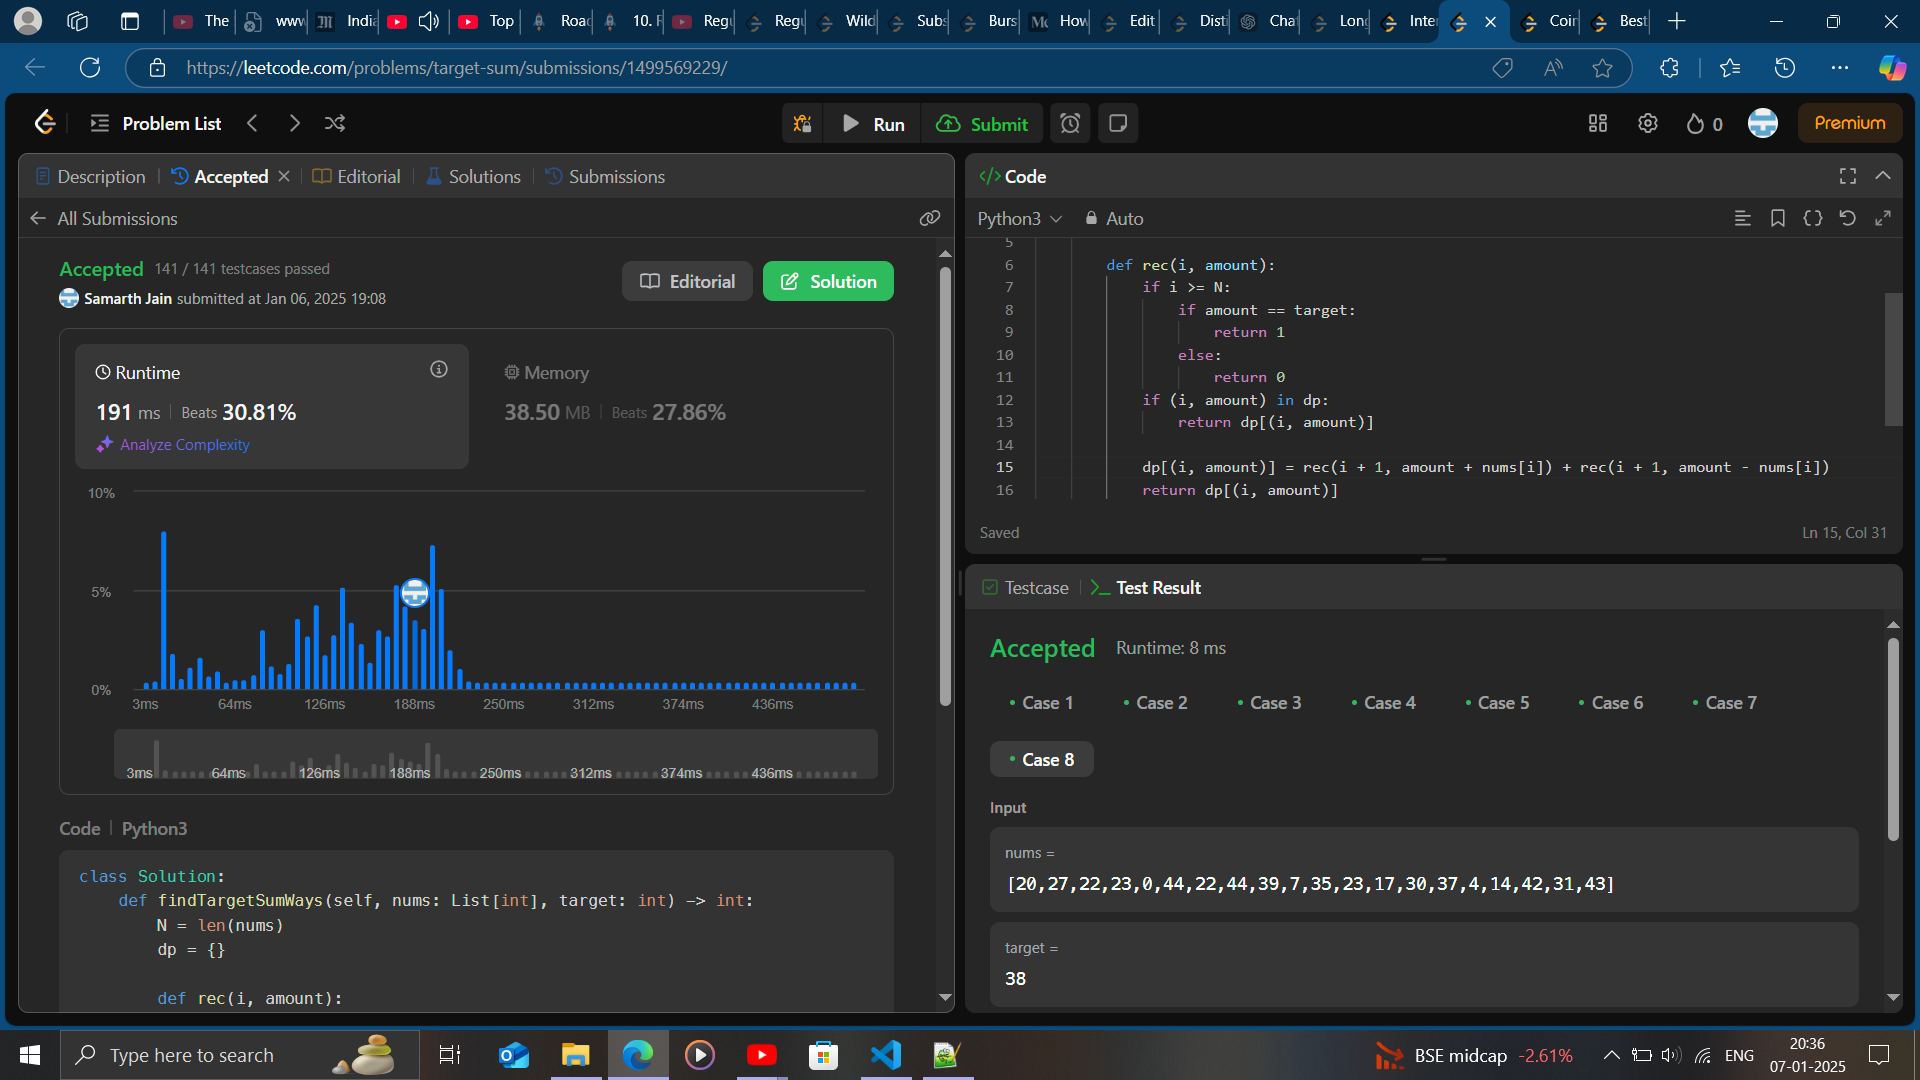 The
www
India
Top
Road
10. F
Regu
Regu
Wild
Subs
Burs
How
Edit
Disti
Chat
Long
Inter
Coin
Best
https://leetcode.com/problems/target-sum/submissions/1499569229/
Problem List
Run
Submit
0
Premium
Description
Accepted
Editorial
Solutions
Submissions
All Submissions
Accepted 141 / 141 testcases passed
Samarth Jain submitted at Jan 06, 2025 19:08
Editorial
Solution
Runtime
191 ms | Beats 30.81%
Analyze Complexity
Memory
38.50 MB | Beats 27.86%
10%
5%
0%
3ms 64ms 126ms 188ms 250ms 312ms 374ms 436ms
3ms 64ms 126ms 188ms 250ms 312ms 374ms 436ms
Code | Python3
class Solution:
    def findTargetSumWays(self, nums: List[int], target: int) -> int:
        N = len(nums)
        dp = {}
        def rec(i, amount):
</> Code
Python3
Auto
5
6 def rec(i, amount):
7 if i >= N:
8 if amount == target:
9 return 1
10 else:
11 return 0
12 if (i, amount) in dp:
13 return dp[(i, amount)]
14
15 dp[(i, amount)] = rec(i + 1, amount + nums[i]) + rec(i + 1, amount - nums[i])
16 return dp[(i, amount)]
Saved
Ln 15, Col 31
Testcase
Test Result
Accepted Runtime: 8 ms
Case 1
Case 2
Case 3
Case 4
Case 5
Case 6
Case 7
Case 8
Input
nums =
[20,27,22,23,0,44,22,44,39,7,35,23,17,30,37,4,14,42,31,43]
target =
38
Type here to search
BSE midcap -2.61%
ENG
20:36
07-01-2025